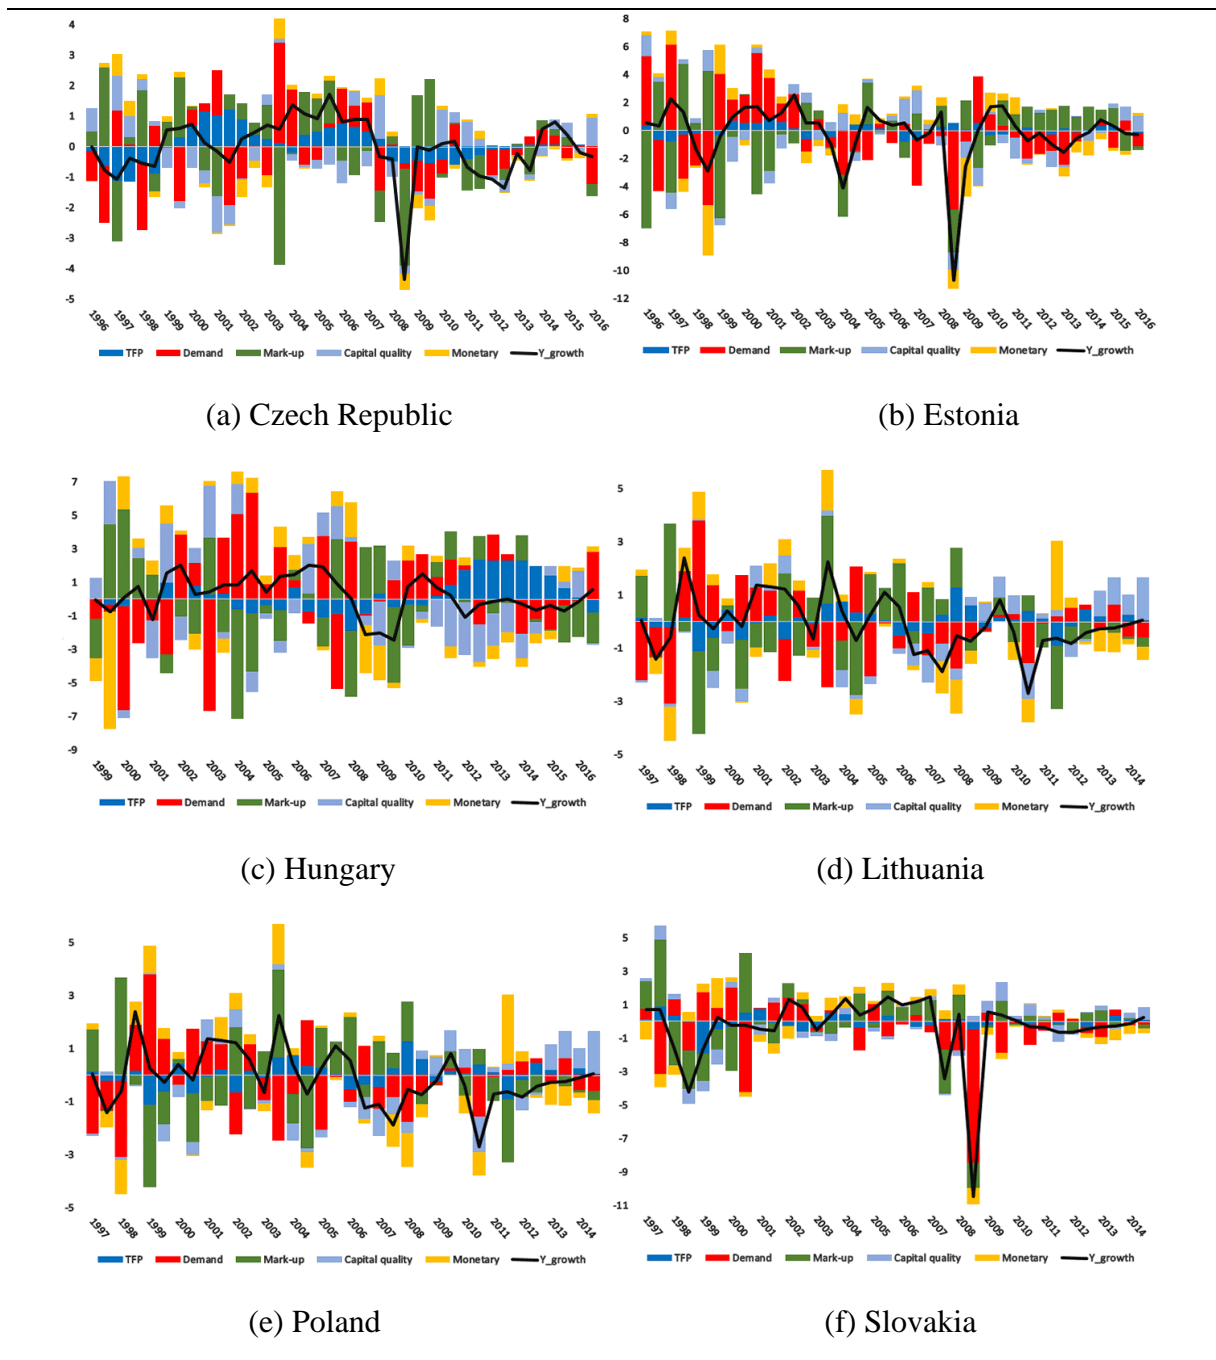 4
3
2
1
0
-1
-2
-3
-4
-5
1996 1997 1998 1999 2000 2001 2002 2003 2004 2005 2006 2007 2008 2009 2010 2011 2012 2013 2014 2015 2016
TFP Demand Mark-up Capital quality Monetary Y_growth
(a) Czech Republic
8
6
4
2
0
-2
-4
-6
-8
-10
-12
1996 1997 1998 1999 2000 2001 2002 2003 2004 2005 2006 2007 2008 2009 2010 2011 2012 2013 2014 2015 2016
TFP Demand Mark-up Capital quality Monetary Y_growth
(b) Estonia
7
5
3
1
-1
-3
-5
-7
-9
1999 2000 2001 2002 2003 2004 2005 2006 2007 2008 2009 2010 2011 2012 2013 2014 2015 2016
TFP Demand Mark-up Capital quality Monetary Y_growth
(c) Hungary
5
3
1
-1
-3
-5
1997 1998 1999 2000 2001 2002 2003 2004 2005 2006 2007 2008 2009 2010 2011 2012 2013 2014
TFP Demand Mark-up Capital quality Monetary Y_growth
(d) Lithuania
5
3
1
-1
-3
-5
1997 1998 1999 2000 2001 2002 2003 2004 2005 2006 2007 2008 2009 2010 2011 2012 2013 2014
TFP Demand Mark-up Capital quality Monetary Y_growth
(e) Poland
5
3
1
-1
-3
-5
-7
-9
-11
1997 1998 1999 2000 2001 2002 2003 2004 2005 2006 2007 2008 2009 2010 2011 2012 2013 2014
TFP Demand Mark-up Capital quality Monetary Y_growth
(f) Slovakia